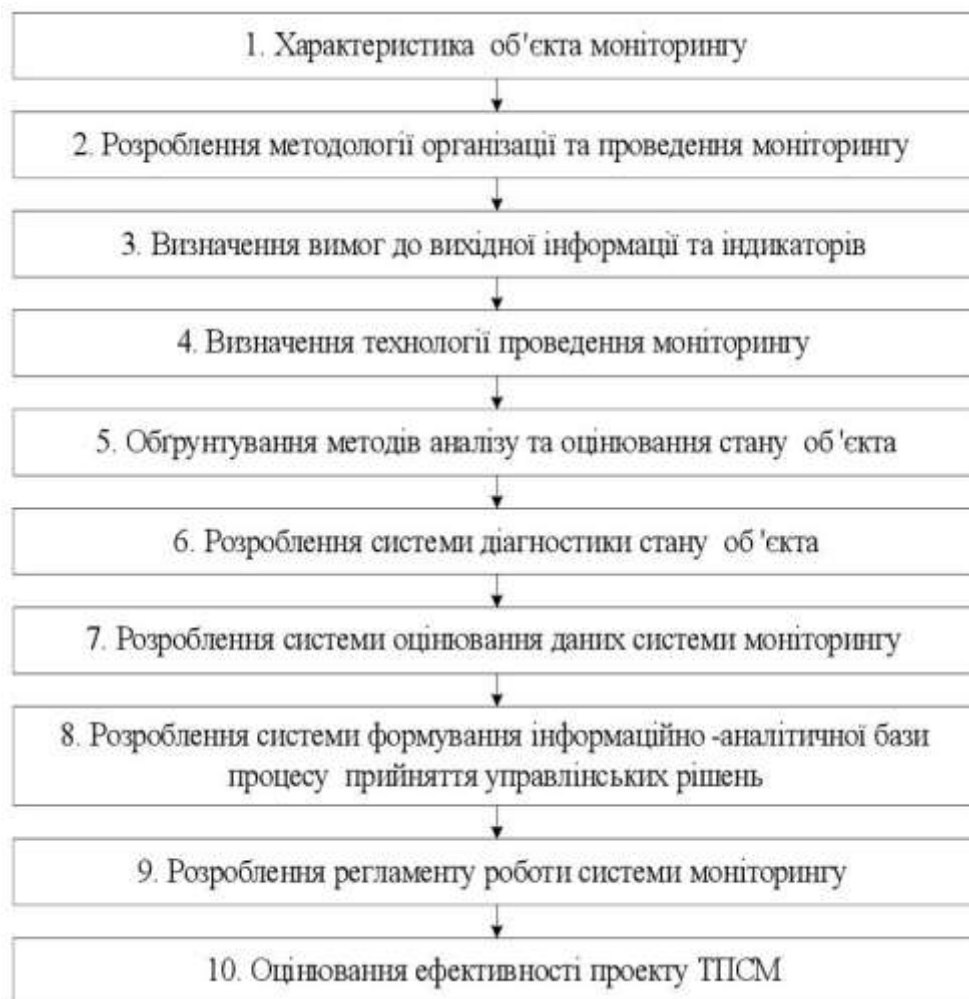 1. Характеристика об'єкта моніторингу
2. Розроблення методології організації та проведення моніторингу
3. Визначення вимог до вихідної інформації та індикаторів
4. Визначення технології проведення моніторингу
5. Обґрунтування методів аналізу та оцінювання стану об'єкта
6. Розроблення системи діагностики стану об'єкта
7. Розроблення системи оцінювання даних системи моніторингу
8. Розроблення системи формування інформаційно-аналітичної бази
процесу прийняття управлінських рішень
9. Розроблення регламенту роботи системи моніторингу
10. Оцінювання ефективності проекту ТПСМ